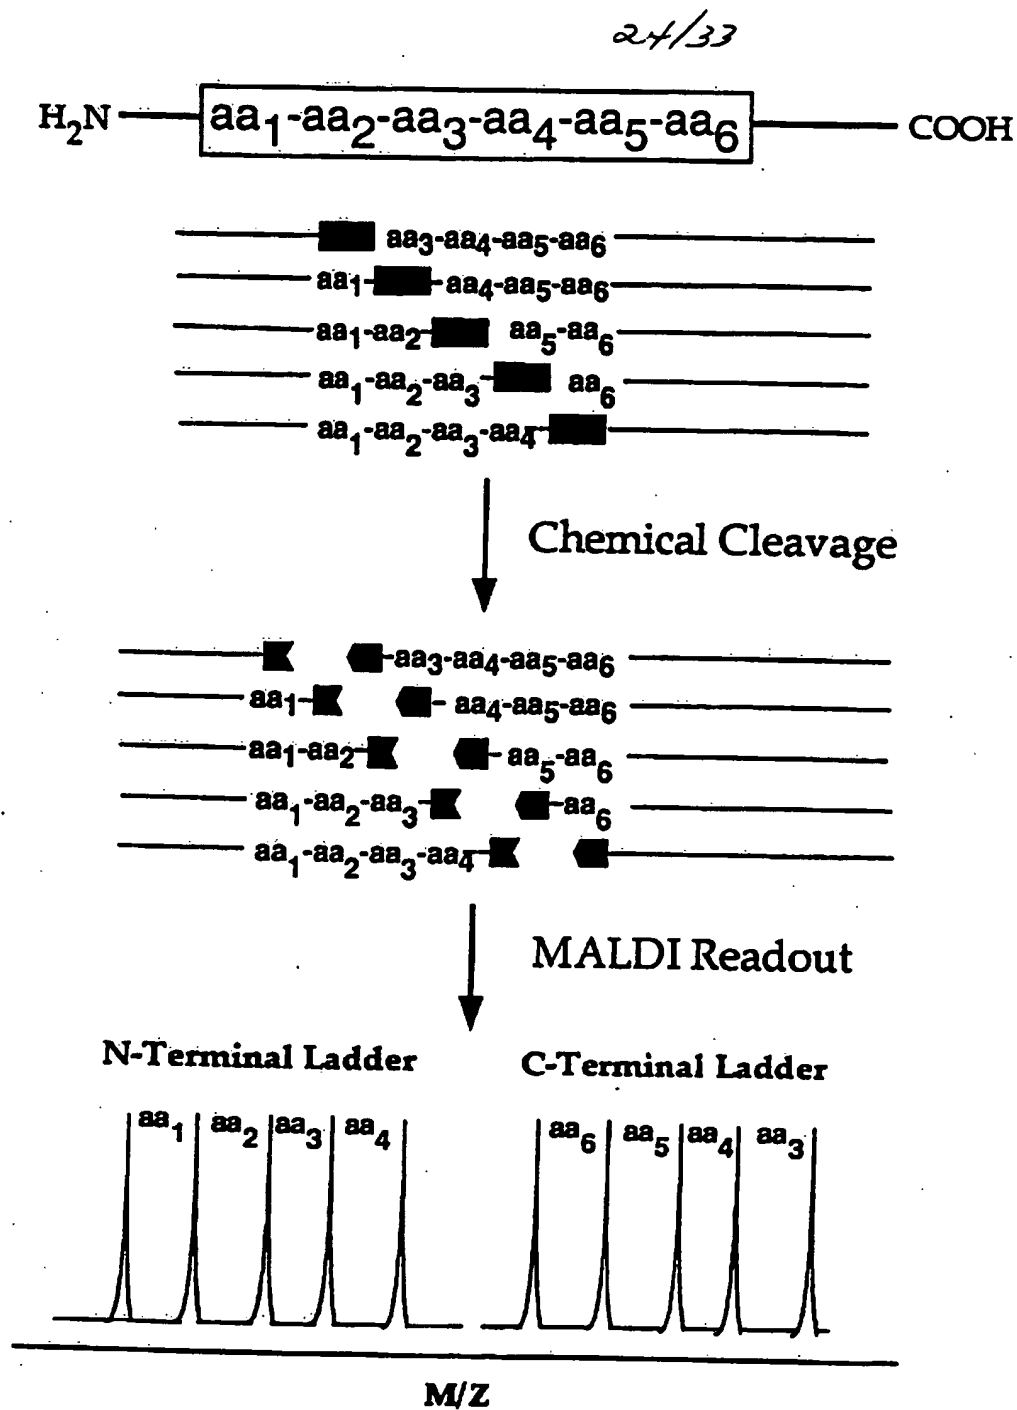 24/33
H2N aa1-aa2-aa3-aa4-aa5-aa6 COOH
aa3-aa4-aa5-aa6
aa1 aa4-aa5-aa6
aa1-aa2 aa5-aa6
aa1-aa2-aa3 aa6
aa1-aa2-aa3-aa4
Chemical Cleavage
aa3-aa4-aa5-aa6
aa1 aa4-aa5-aa6
aa1-aa2 aa5-aa6
aa1-aa2-aa3 aa6
aa1-aa2-aa3-aa4
MALDI Readout
N-Terminal Ladder C-Terminal Ladder
aa1 aa2 aa3 aa4 aa6 aa5 aa4 aa3
M/Z